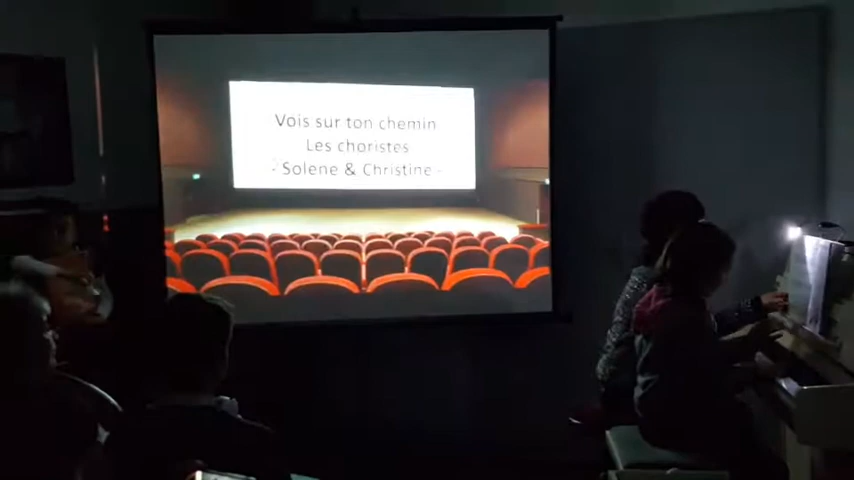 Vois sur ton chemin
Les choristes
Solene & Christine